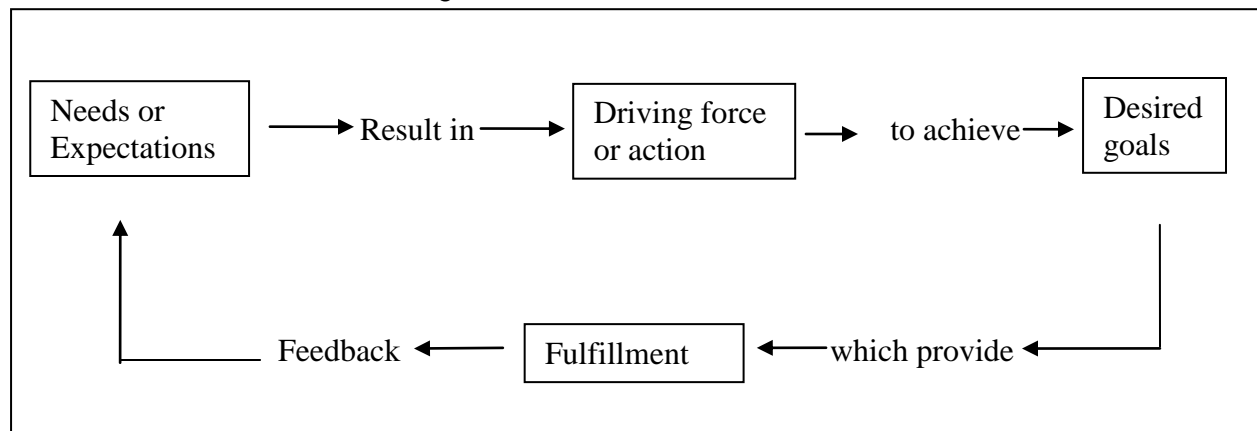 Needs or
Expectations
Result in
Driving force
or action
to achieve
Desired
goals
Feedback
Fulfillment
which provide